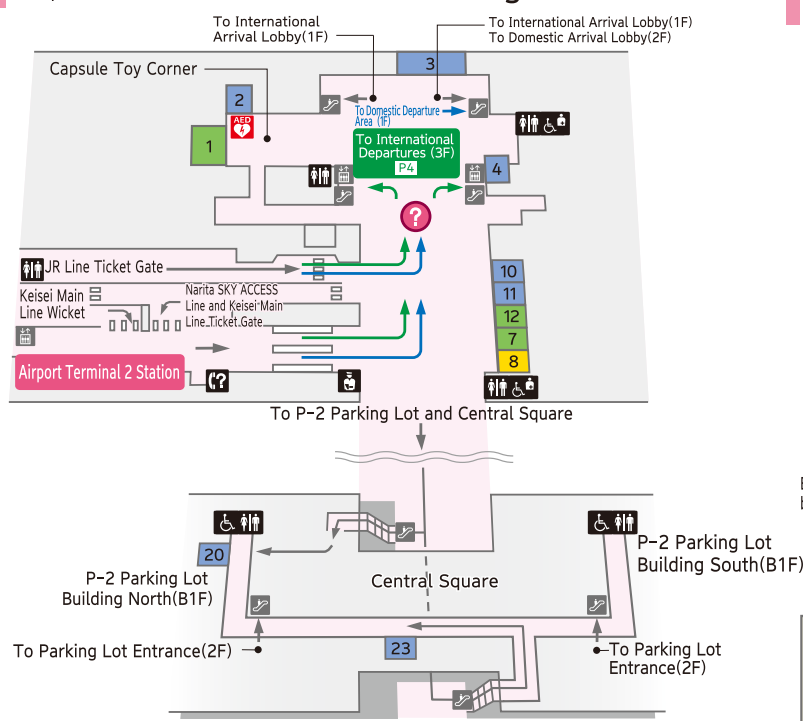 To International
Arrival Lobby(1F)
To International Arrival Lobby(1F)
To Domestic Arrival Lobby(2F)
Capsule Toy Corner
3
2
AED
1
To Domestic Departure
Area (1F)
To International
Departures (3F)
P4
4
?
JR Line Ticket Gate
10
11
12
7
8
Keisei Main
Line Wicket
Narita SKY ACCESS
Line and Keisei Main
Line Ticket Gate
Airport Terminal 2 Station
?
To P-2 Parking Lot and Central Square
20
P-2 Parking Lot
Building North(B1F)
Central Square
P-2 Parking Lot
Building South(B1F)
To Parking Lot Entrance(2F)
23
To Parking Lot
Entrance(2F)